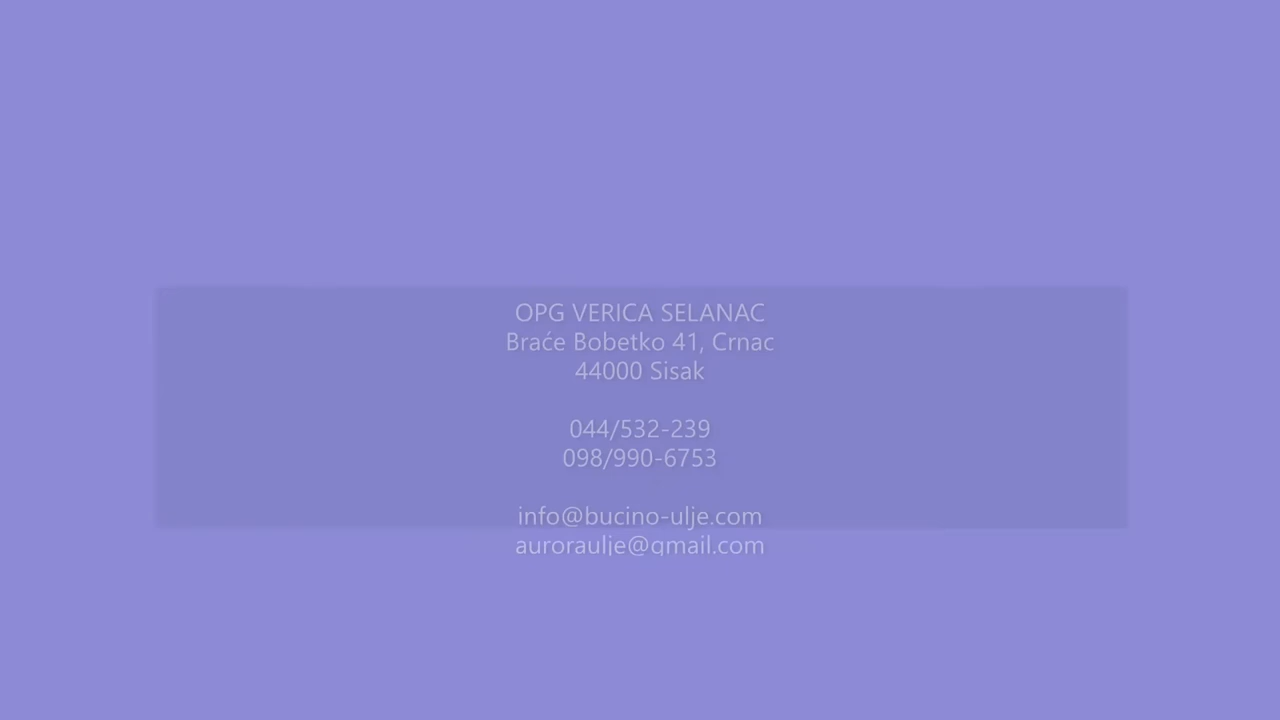 OPG VERICA SELANAC
Braće Bobetko 41, Crnac
44000 Sisak
044/532-239
098/990-6753
info@bucino-ulje.com
auroraulje@gmail.com